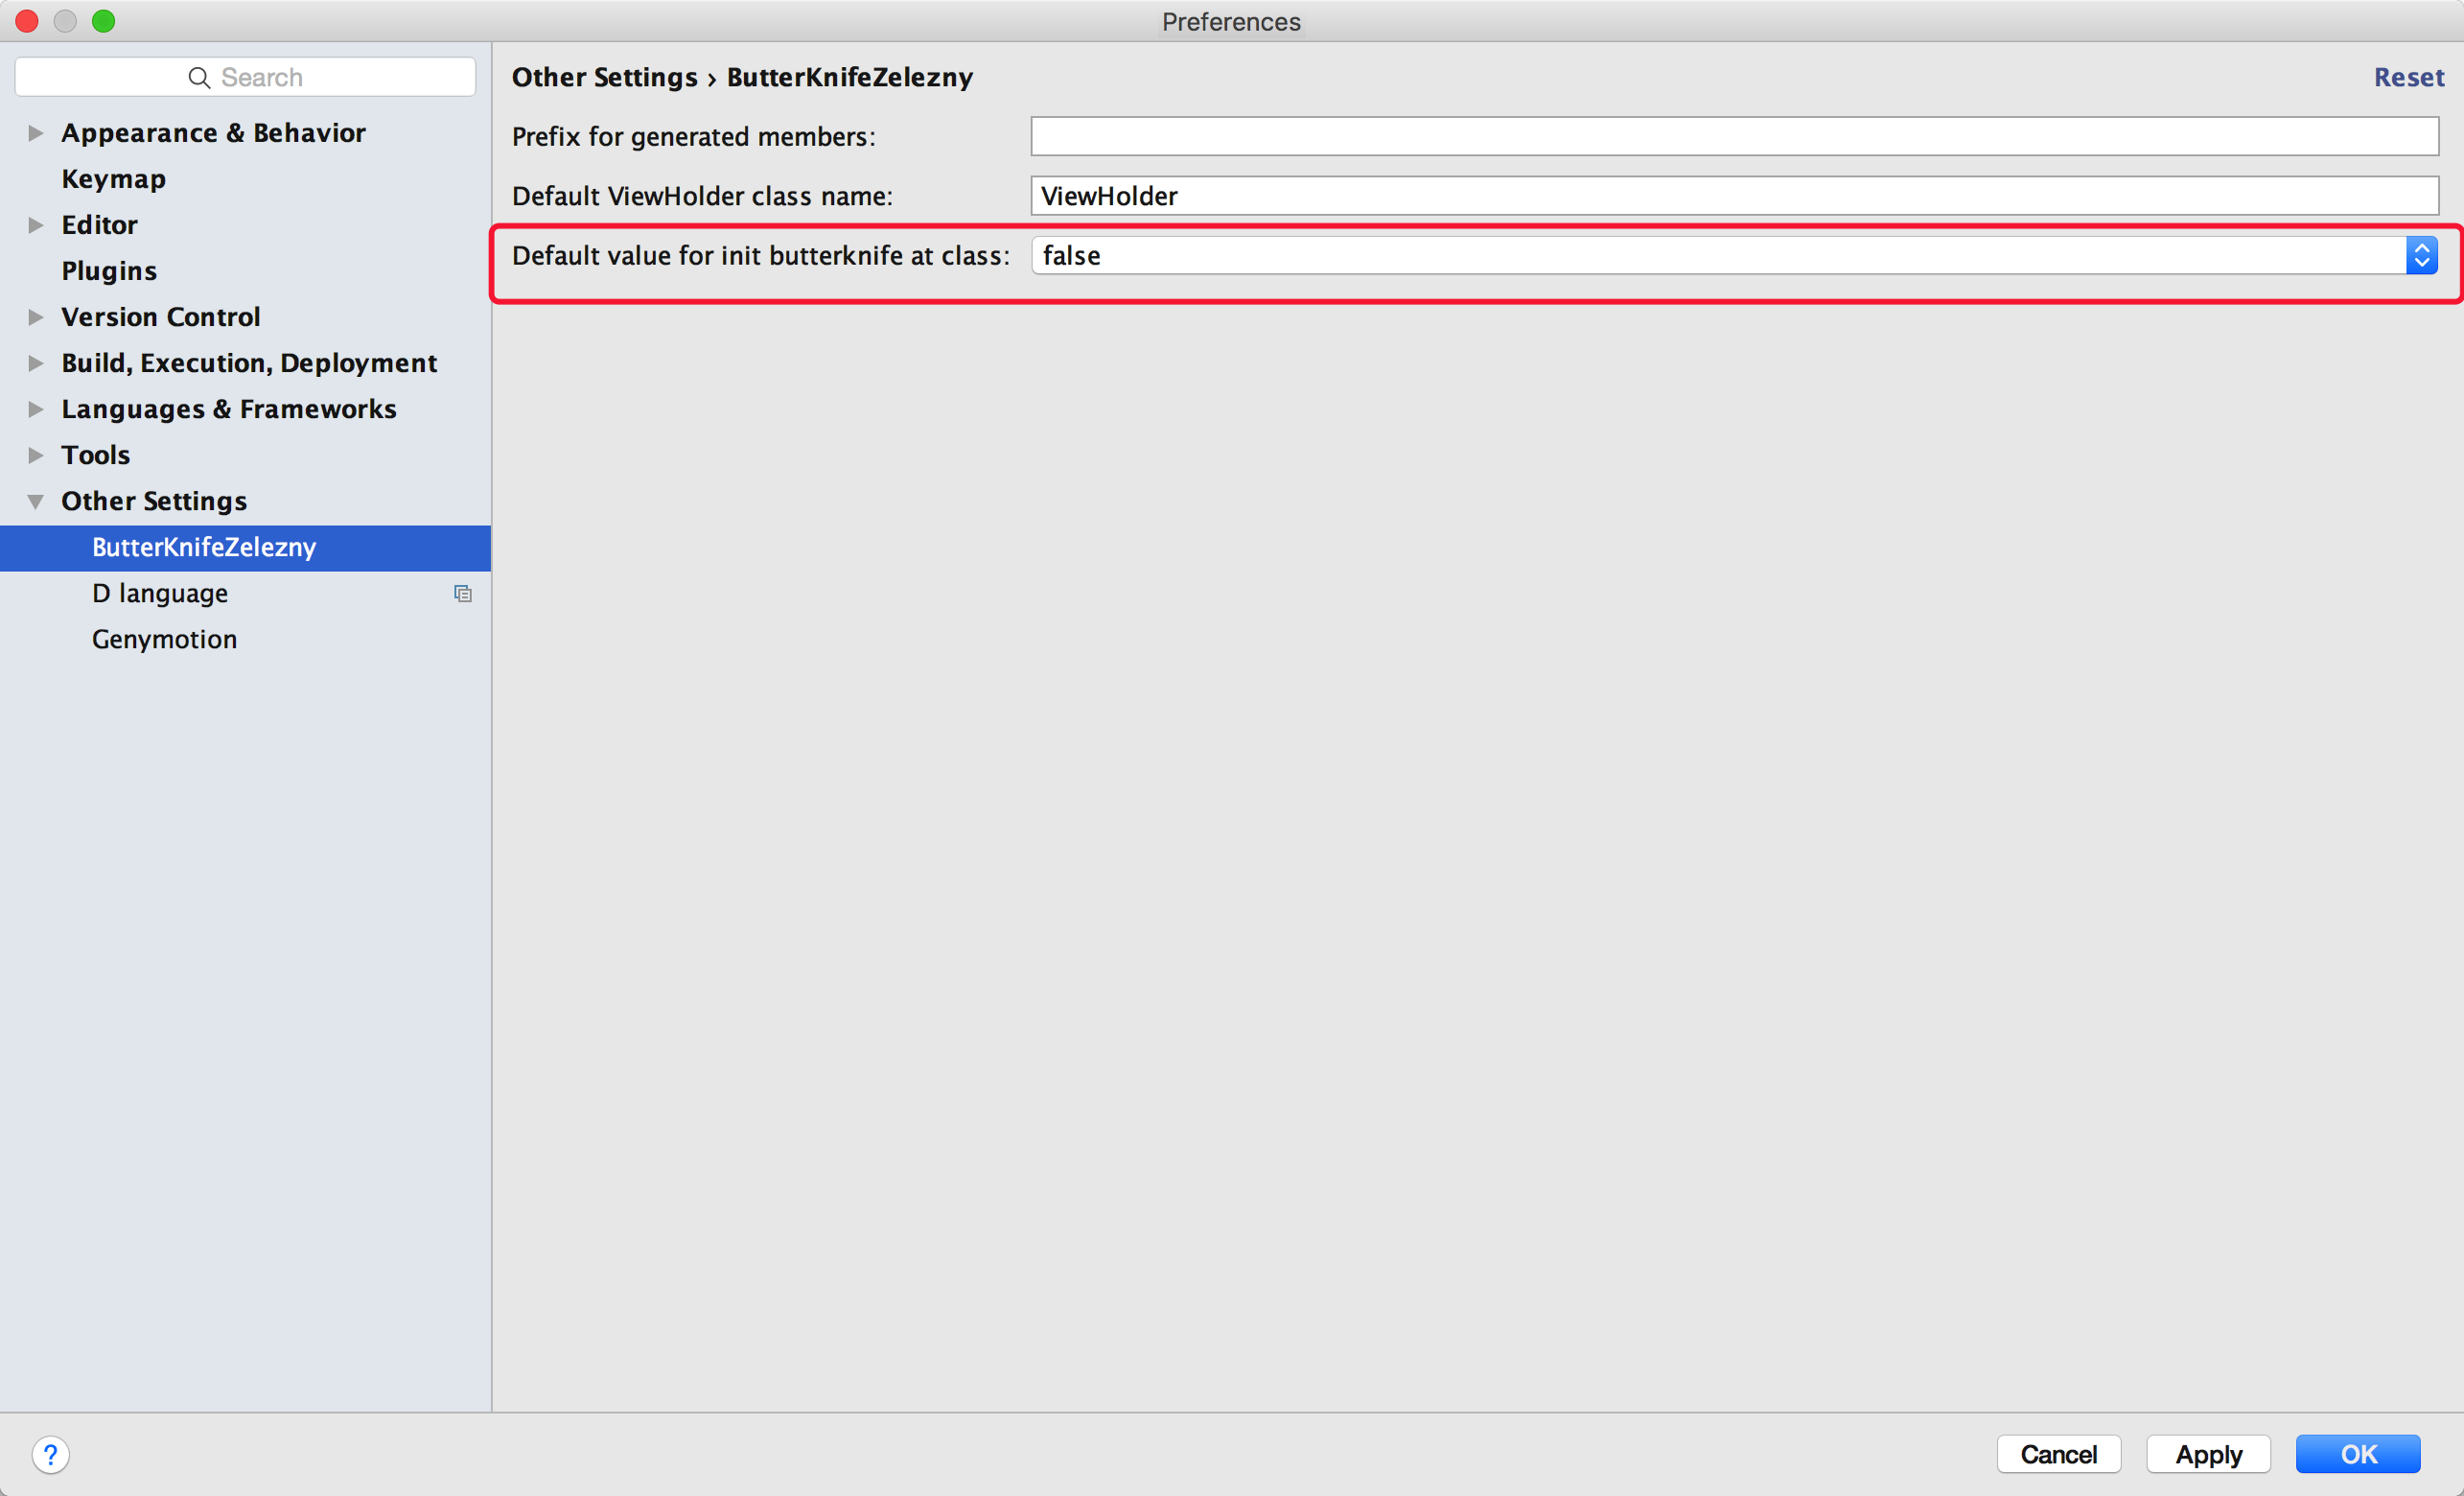 Preferences
Search
Appearance & Behavior
Keymap
Editor
Plugins
Version Control
Build, Execution, Deployment
Languages & Frameworks
Tools
Other Settings
ButterKnifeZelezny
D language
Genymotion
Other Settings › ButterKnifeZelezny
Reset
Prefix for generated members:
Default ViewHolder class name: ViewHolder
Default value for init butterknife at class: false
?
Cancel
Apply
OK